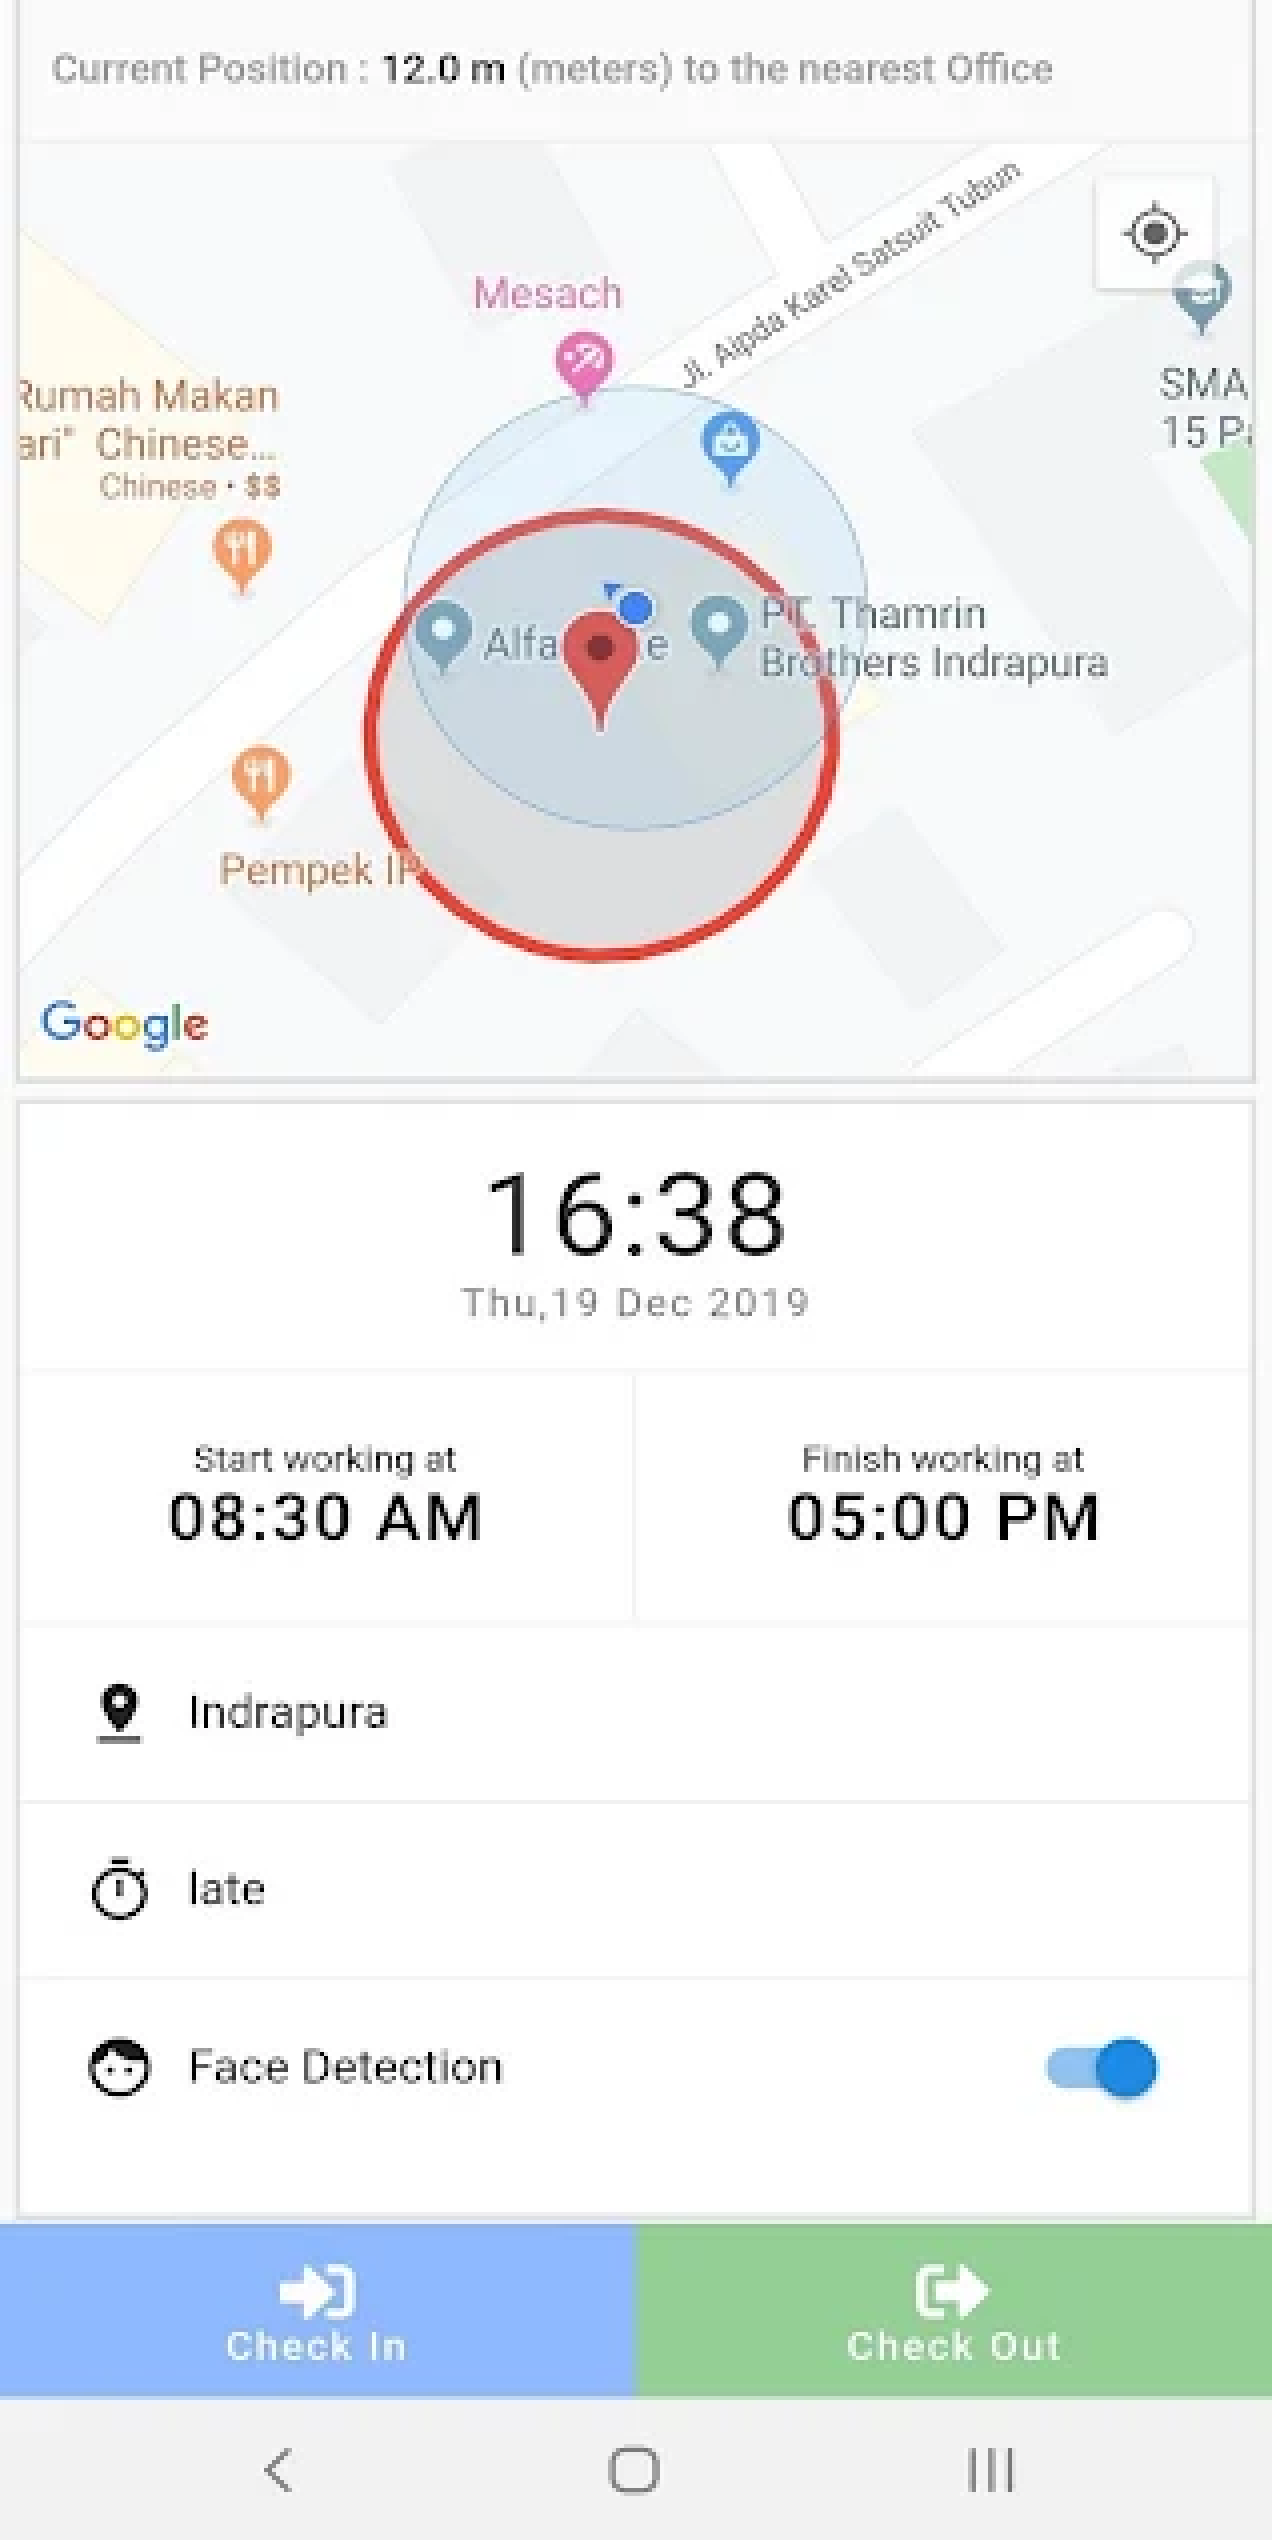 Current Position : 12.0 m (meters) to the nearest Office
Jl. Aipda Karel Satsuit Tubun
Mesach
Rumah Makan
ari" Chinese...
Chinese · $$
SMA
15 Pa
Alfa e
PT. Thamrin
Brothers Indrapura
Pempek IP
Google
16:38
Thu,19 Dec 2019
Start working at
08:30 AM
Finish working at
05:00 PM
Indrapura
late
Face Detection
Check In
Check Out